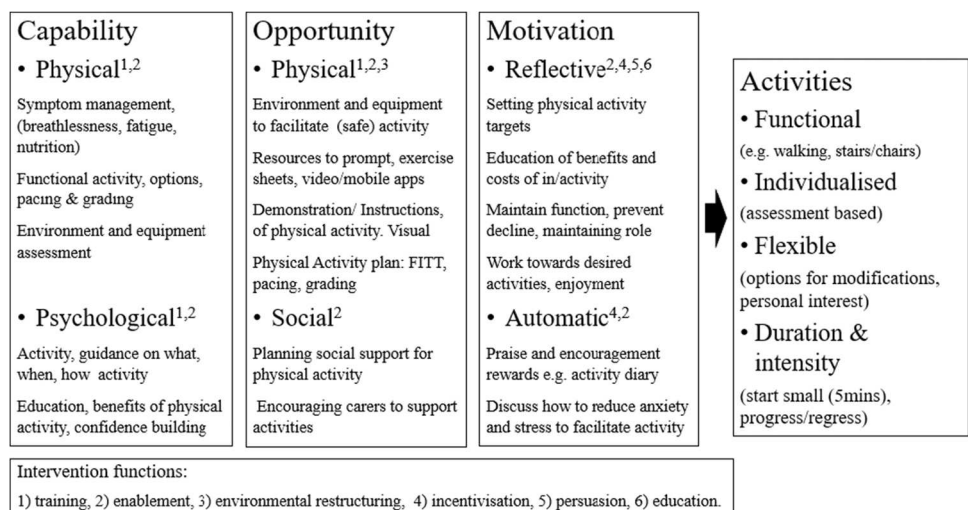 Capability
• Physical1,2
Symptom management,
(breathlessness, fatigue,
nutrition)
Functional activity, options,
pacing & grading
Environment and equipment
assessment
• Psychological1,2
Activity, guidance on what,
when, how activity
Education, benefits of physical
activity, confidence building
Opportunity
• Physical1,2,3
Environment and equipment
to facilitate (safe) activity
Resources to prompt, exercise
sheets, video/mobile apps
Demonstration/ Instructions,
of physical activity. Visual
Physical Activity plan: FITT,
pacing, grading
• Social2
Planning social support for
physical activity
Encouraging carers to support
activities
Motivation
• Reflective2,4,5,6
Setting physical activity
targets
Education of benefits and
costs of in/activity
Maintain function, prevent
decline, maintaining role
Work towards desired
activities, enjoyment
• Automatic4,2
Praise and encouragement
rewards e.g. activity diary
Discuss how to reduce anxiety
and stress to facilitate activity
Activities
• Functional
(e.g. walking, stairs/chairs)
• Individualised
(assessment based)
• Flexible
(options for modifications,
personal interest)
• Duration &
intensity
(start small (5mins),
progress/regress)
Intervention functions:
1) training, 2) enablement, 3) environmental restructuring, 4) incentivisation, 5) persuasion, 6) education.